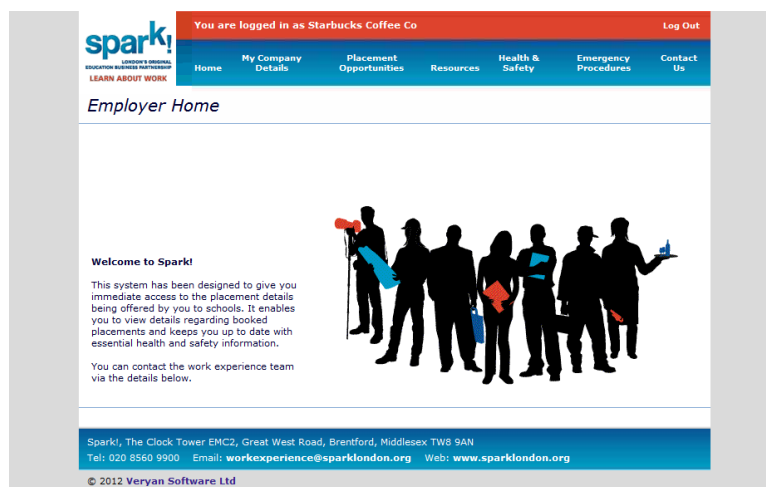 spark!
LONDON'S ORIGINAL
EDUCATION BUSINESS PARTNERSHIP
LEARN ABOUT WORK
You are logged in as Starbucks Coffee Co
Log Out
Home
My Company
Details
Placement
Opportunities
Resources
Health &
Safety
Emergency
Procedures
Contact
Us
Employer Home
Welcome to Spark!
This system has been designed to give you
immediate access to the placement details
being offered by you to schools. It enables
you to view details regarding booked
placements and keeps you up to date with
essential health and safety information.
You can contact the work experience team
via the details below.
Spark!, The Clock Tower EMC2, Great West Road, Brentford, Middlesex TW8 9AN
Tel: 020 8560 9900 Email: workexperience@sparklondon.org Web: www.sparklondon.org
© 2012 Veryan Software Ltd